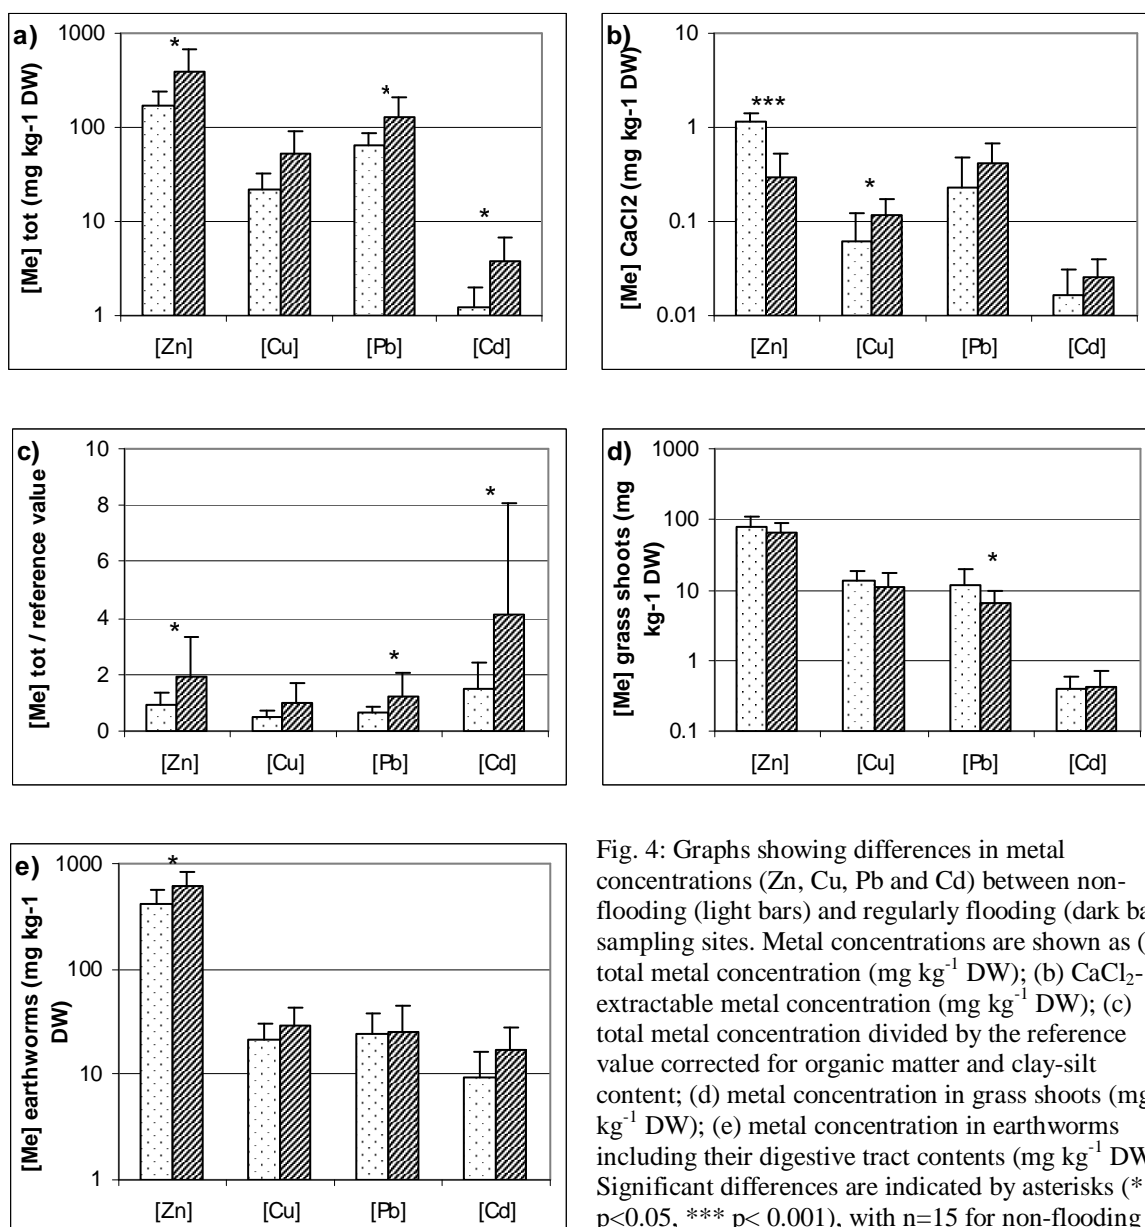 a)
[Me] tot (mg kg-1 DW)
1000
100
10
1
*
*
*
[Zn] [Cu] [Pb] [Cd]
b)
[Me] CaCl2 (mg kg-1 DW)
10
1
0.1
0.01
***
*
[Zn] [Cu] [Pb] [Cd]
c)
[Me] tot / reference value
10
8
6
4
2
0
*
*
*
[Zn] [Cu] [Pb] [Cd]
d)
[Me] grass shoots (mg
kg-1 DW)
1000
100
10
1
0.1
*
[Zn] [Cu] [Pb] [Cd]
e)
[Me] earthworms (mg kg-1
DW)
1000
100
10
1
*
[Zn] [Cu] [Pb] [Cd]
Fig. 4: Graphs showing differences in metal
concentrations (Zn, Cu, Pb and Cd) between non-
flooding (light bars) and regularly flooding (dark ba
sampling sites. Metal concentrations are shown as (
total metal concentration (mg kg-1 DW); (b) CaCl2-
extractable metal concentration (mg kg-1 DW); (c)
total metal concentration divided by the reference
value corrected for organic matter and clay-silt
content; (d) metal concentration in grass shoots (mg
kg-1 DW); (e) metal concentration in earthworms
including their digestive tract contents (mg kg-1 DW
Significant differences are indicated by asterisks (*
p<0.05, *** p< 0.001), with n=15 for non-flooding